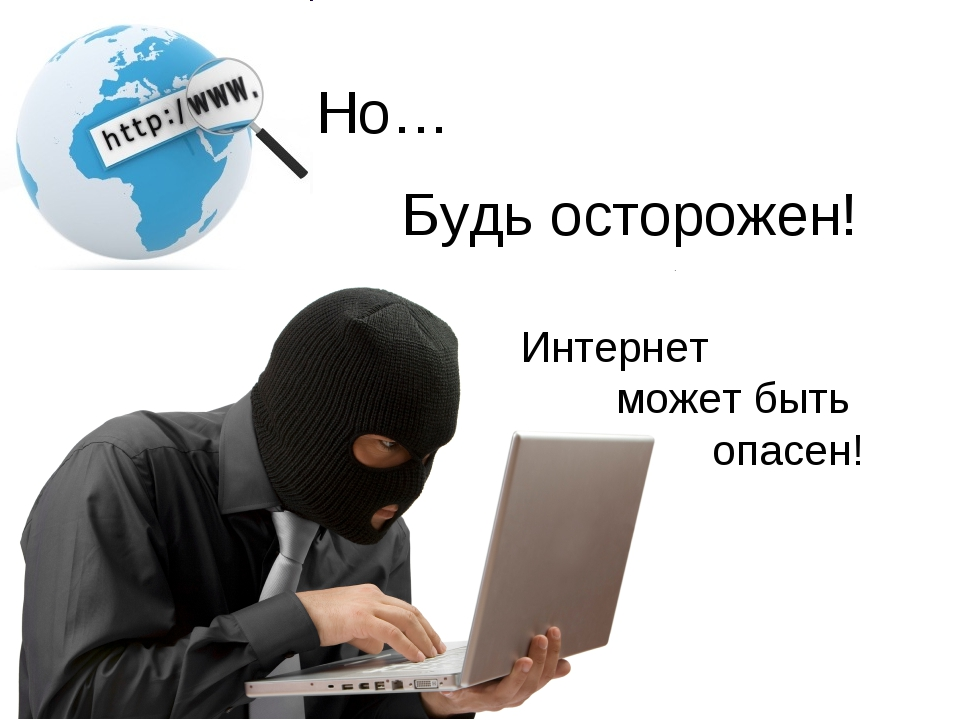 http:/www.
Но…
Будь осторожен!
Интернет
может быть
опасен!